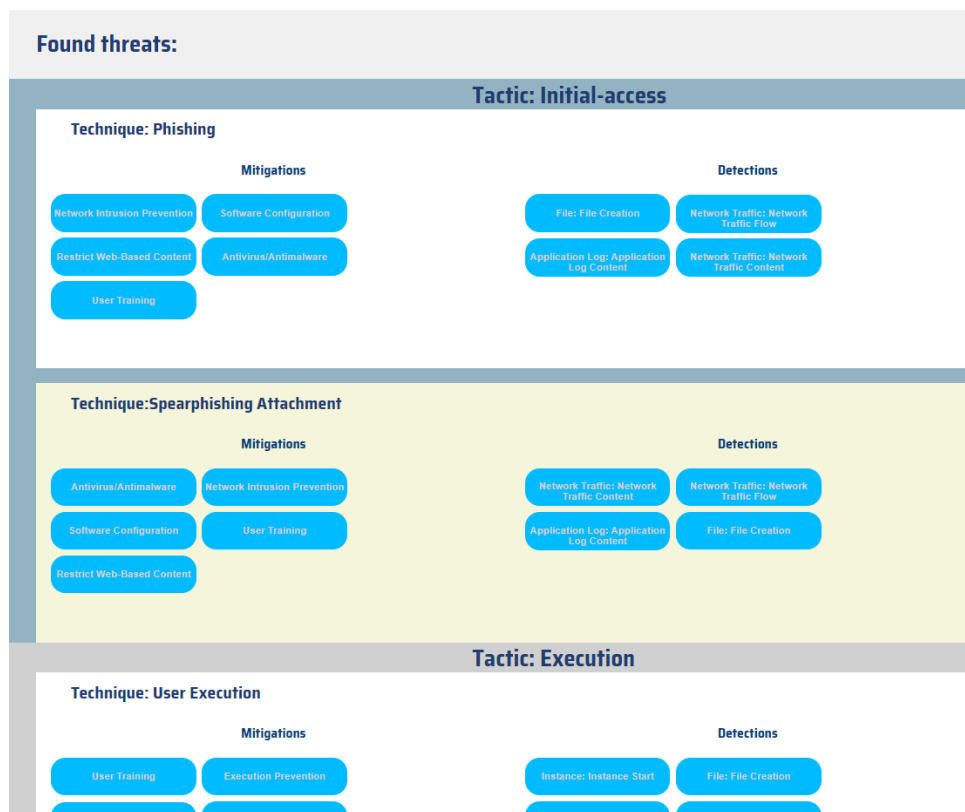 Found threats:
Tactic: Initial-access
Technique: Phishing
Mitigations
Detections
Network Intrusion Prevention
Software Configuration
File: File Creation
Network Traffic: Network
Traffic Flow
Restrict Web-Based Content
Antivirus/Antimalware
Application Log: Application
Log Content
Network Traffic: Network
Traffic Content
User Training
Technique:Spearphishing Attachment
Mitigations
Detections
Antivirus/Antimalware
Network Intrusion Prevention
Network Traffic: Network
Traffic Content
Network Traffic: Network
Traffic Flow
Software Configuration
User Training
Application Log: Application
Log Content
File: File Creation
Restrict Web-Based Content
Tactic: Execution
Technique: User Execution
Mitigations
Detections
User Training
Execution Prevention
Instance: Instance Start
File: File Creation